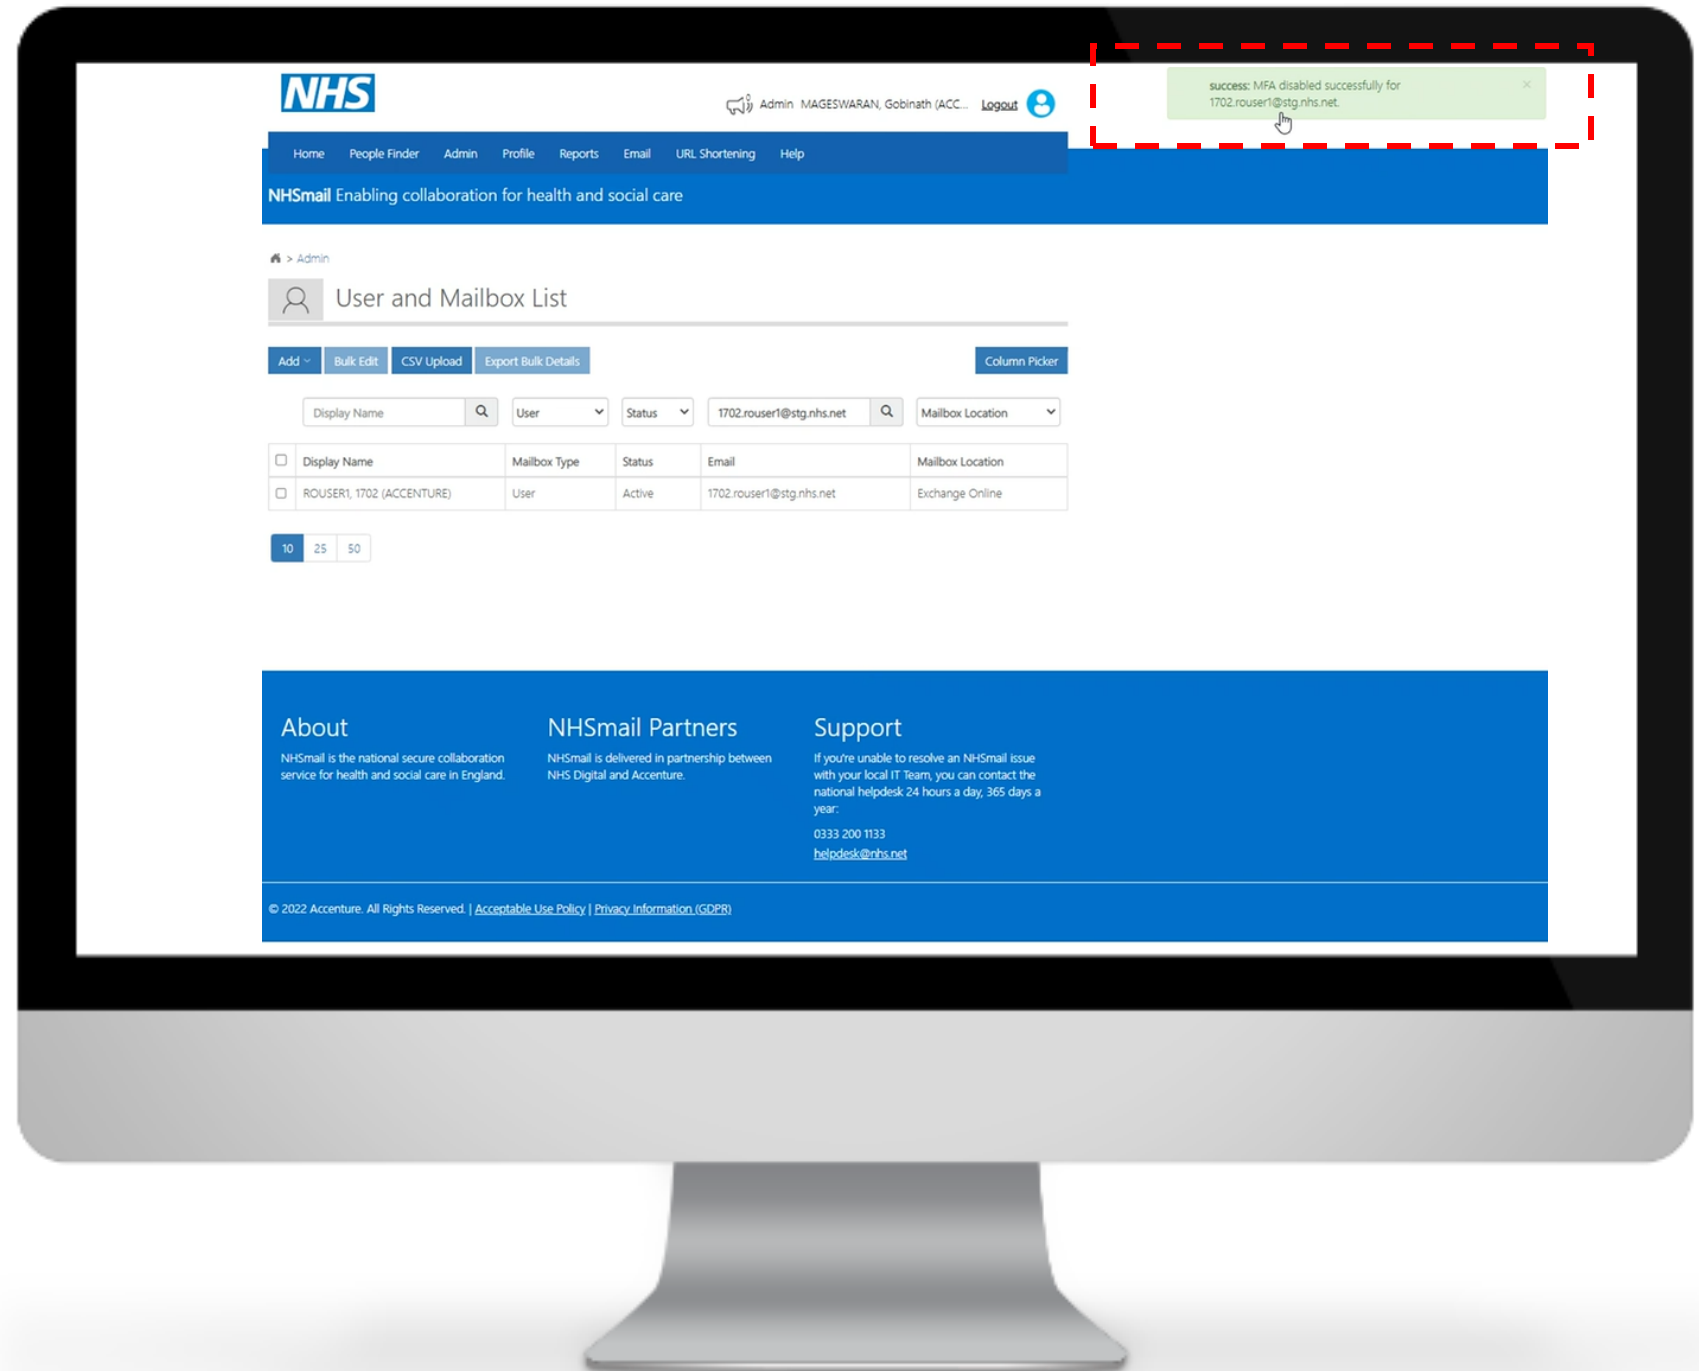 NHS
Admin MAGESWARAN, Gobinath (ACC... Logout
success: MFA disabled successfully for
1702.rouser1@stg.nhs.net.
×
Home People Finder Admin Profile Reports Email URL Shortening Help
NHSmail Enabling collaboration for health and social care
> Admin
User and Mailbox List
Add Bulk Edit CSV Upload Export Bulk Details Column Picker
Display Name User Status 1702.rouser1@stg.nhs.net Mailbox Location
Display Name Mailbox Type Status Email Mailbox Location
ROUSER1, 1702 (ACCENTURE) User Active 1702.rouser1@stg.nhs.net Exchange Online
10 25 50
About
NHSmail is the national secure collaboration
service for health and social care in England.
NHSmail Partners
NHSmail is delivered in partnership between
NHS Digital and Accenture.
Support
If you're unable to resolve an NHSmail issue
with your local IT Team, you can contact the
national helpdesk 24 hours a day, 365 days a
year:
0333 200 1133
helpdesk@nhs.net
© 2022 Accenture. All Rights Reserved. | Acceptable Use Policy | Privacy Information (GDPR)